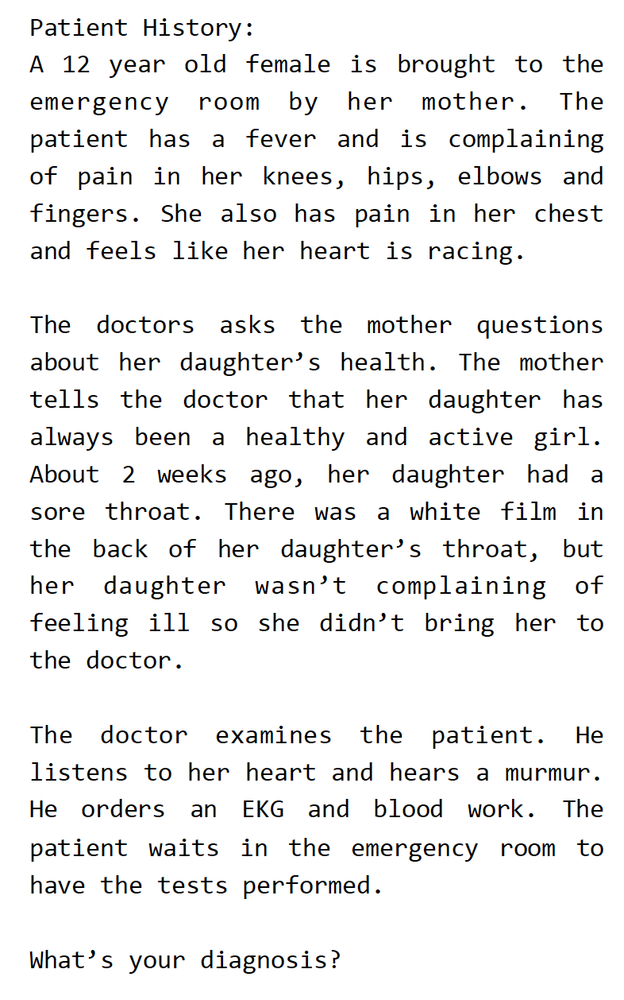 Patient History:
A 12 year old female is brought to the
emergency room by her mother. The
patient has a fever and is complaining
of pain in her knees, hips, elbows and
fingers. She also has pain in her chest
and feels like her heart is racing.
The doctors asks the mother questions
about her daughter’s health. The mother
tells the doctor that her daughter has
always been a healthy and active girl.
About 2 weeks ago, her daughter had a
sore throat. There was a white film in
the back of her daughter’s throat, but
her daughter wasn’t complaining of
feeling ill so she didn’t bring her to
the doctor.
The doctor examines the patient. He
listens to her heart and hears a murmur.
He orders an EKG and blood work. The
patient waits in the emergency room to
have the tests performed.
What’s your diagnosis?